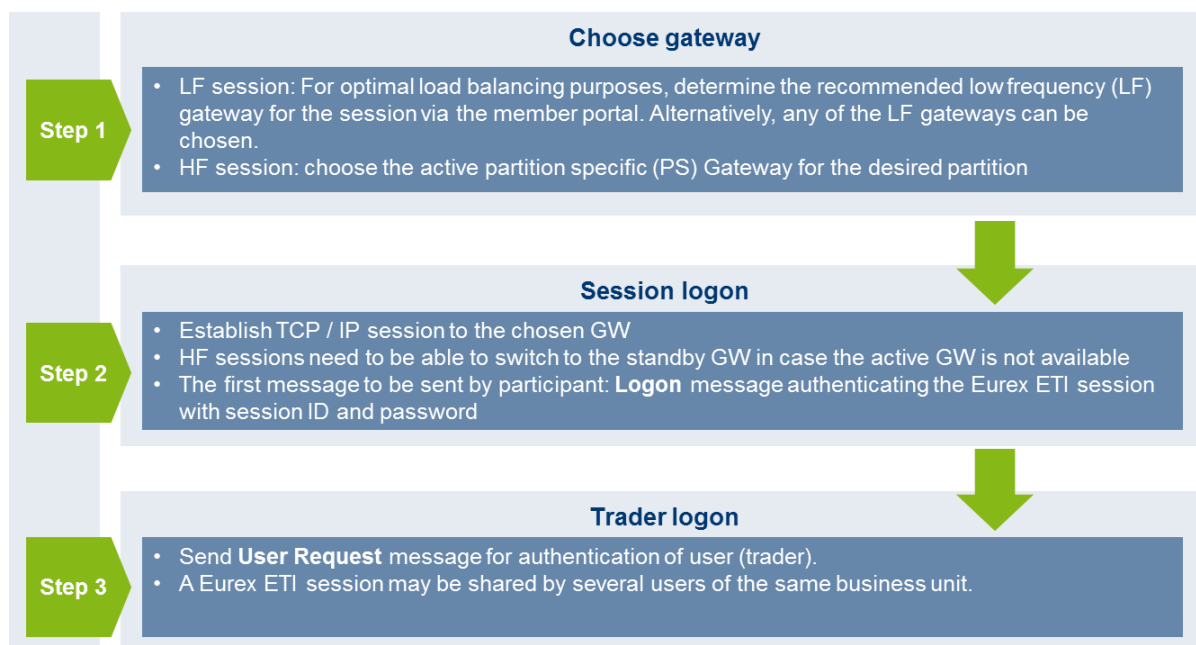 Choose gateway
Step 1
• LF session: For optimal load balancing purposes, determine the recommended low frequency (LF)
gateway for the session via the member portal. Alternatively, any of the LF gateways can be
chosen.
• HF session: choose the active partition specific (PS) Gateway for the desired partition
Session logon
Step 2
• Establish TCP / IP session to the chosen GW
• HF sessions need to be able to switch to the standby GW in case the active GW is not available
• The first message to be sent by participant: Logon message authenticating the Eurex ETI session
with session ID and password
Trader logon
Step 3
• Send User Request message for authentication of user (trader).
• A Eurex ETI session may be shared by several users of the same business unit.